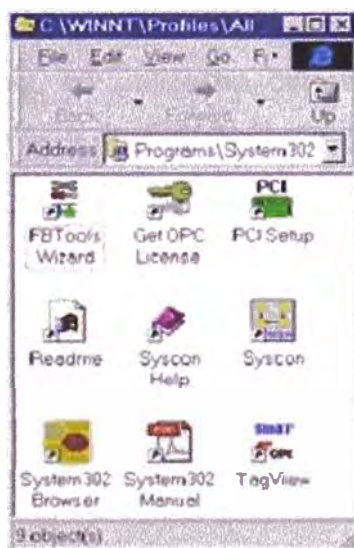 C:\WINNT\Profiles\All
File Edit View Go F
Back Forward Up
Address Programs\System302
PCI
FBTools Wizard
Get OPC License
PCI Setup
Readme
Syscon Help
Syscon
SMAR
OPC
System302 Browser
System302 Manual
TagView
9 object(s)